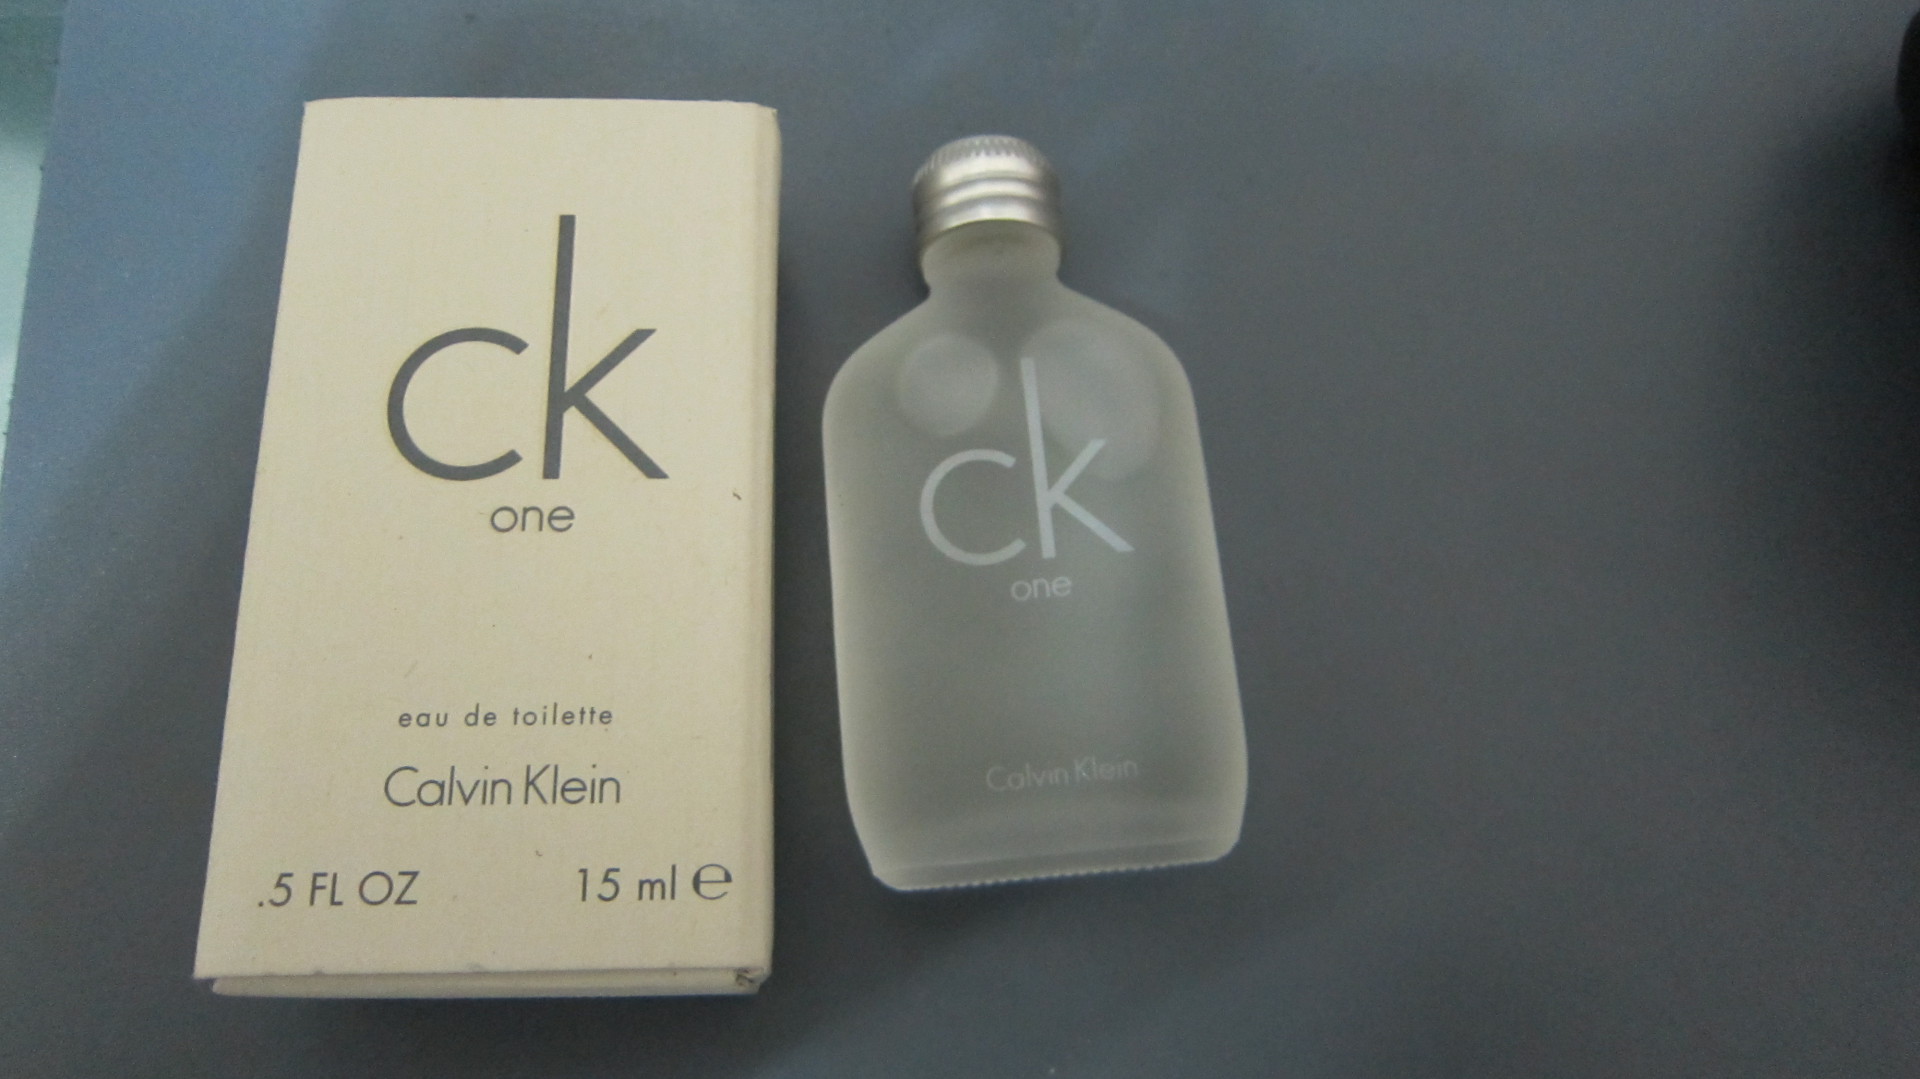 ck
one
eau de toilette
Calvin Klein
.5 FL OZ 15 ml ℮
ck
one
Calvin Klein